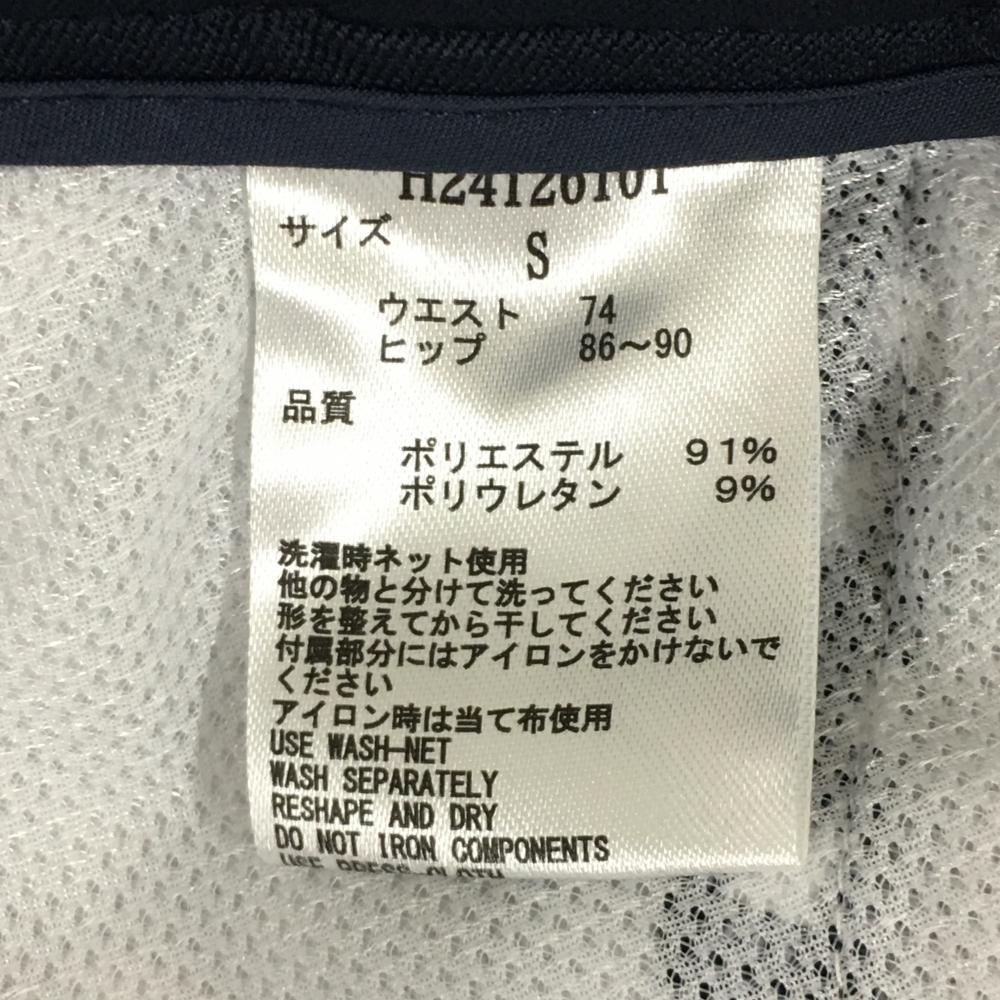 H24126101
サイズ
S
ウエスト 74
ヒップ 86～90
品質
ポリエステル 91%
ポリウレタン 9%
洗濯時ネット使用
他の物と分けて洗ってください
形を整えてから干してください
付属部分にはアイロンをかけないで
ください
アイロン時は当て布使用
USE WASH-NET
WASH SEPARATELY
RESHAPE AND DRY
DO NOT IRON COMPONENTS
USE PRESS CLOTH